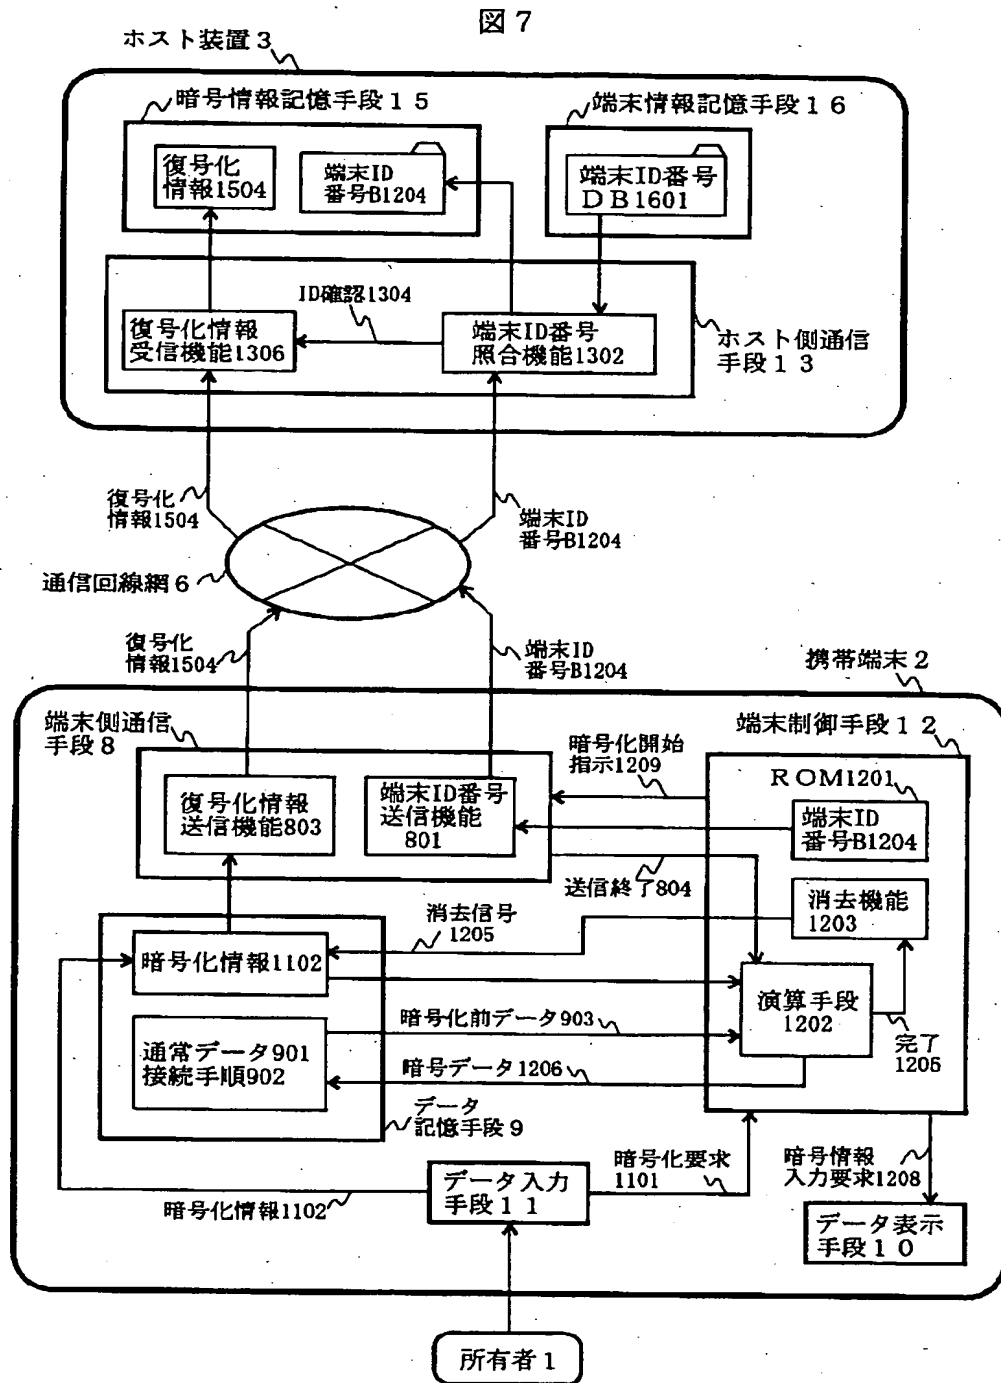 図７
ホスト装置３
暗号情報記憶手段１５
端末情報記憶手段１６
復号化
情報1504
端末ID
番号B1204
端末ID番号
ＤＢ1601
ID確認1304
復号化情報
受信機能1306
端末ID番号
照合機能1302
ホスト側通信
手段１３
復号化
情報1504
端末ID
番号B1204
通信回線網６
復号化
情報1504
端末ID
番号B1204
携帯端末２
端末側通信
手段８
暗号化開始
指示1209
端末制御手段１２
ＲＯＭ1201
復号化情報
送信機能803
端末ID番号
送信機能
801
端末ID
番号B1204
送信終了804
消去信号
1205
消去機能
1203
暗号化情報1102
演算手段
1202
暗号化前データ903
通常データ901
接続手順902
完了
1205
暗号データ1206
データ
記憶手段９
暗号化要求
1101
暗号情報
入力要求1208
データ入力
手段１１
暗号化情報1102
データ表示
手段１０
所有者１